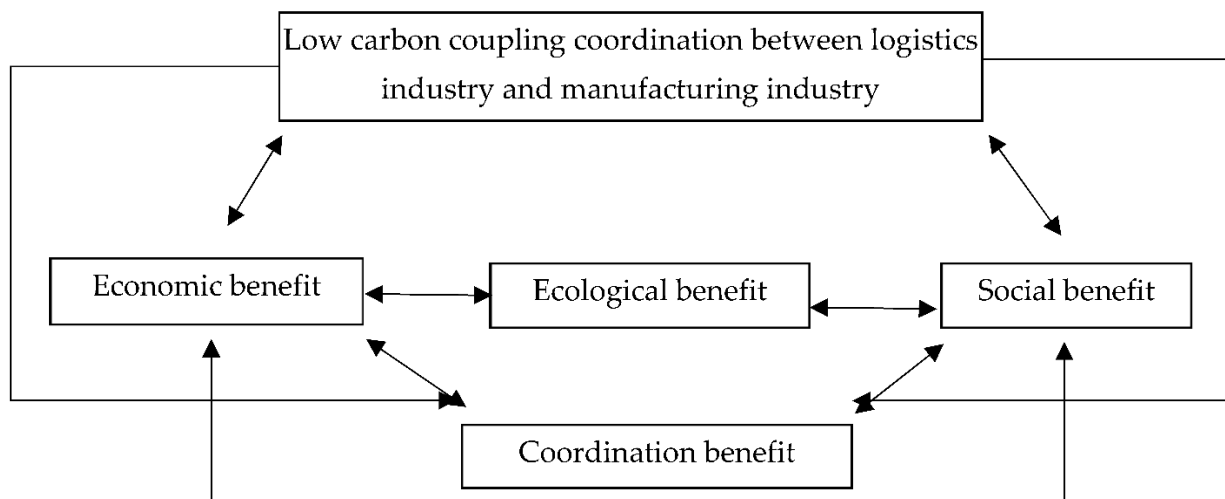 Low carbon coupling coordination between logistics
industry and manufacturing industry
Economic benefit
Ecological benefit
Social benefit
Coordination benefit